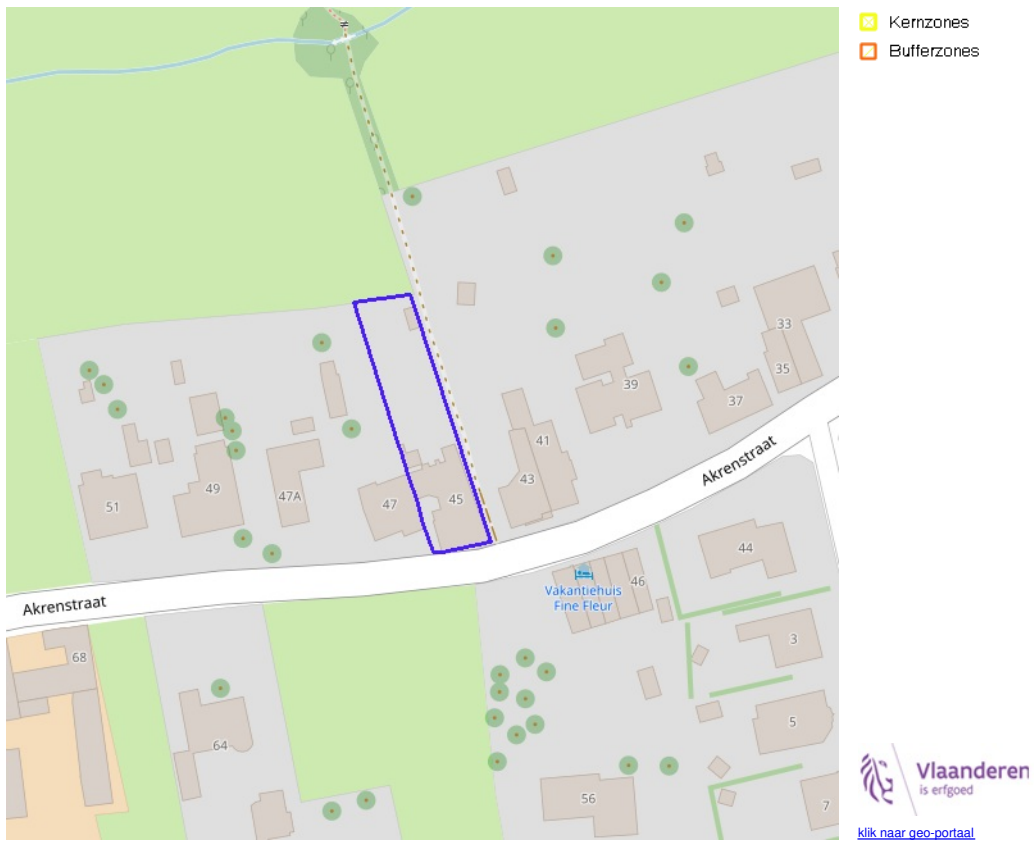 Kernzones
Bufferzones
33
35
39
37
41
43
Akrenstraat
45
47
47A
49
51
44
46
Vakantiehuis
Fine Fleur
Akrenstraat
3
68
5
64
56
7
Vlaanderen
is erfgoed
klik naar geo-portaal